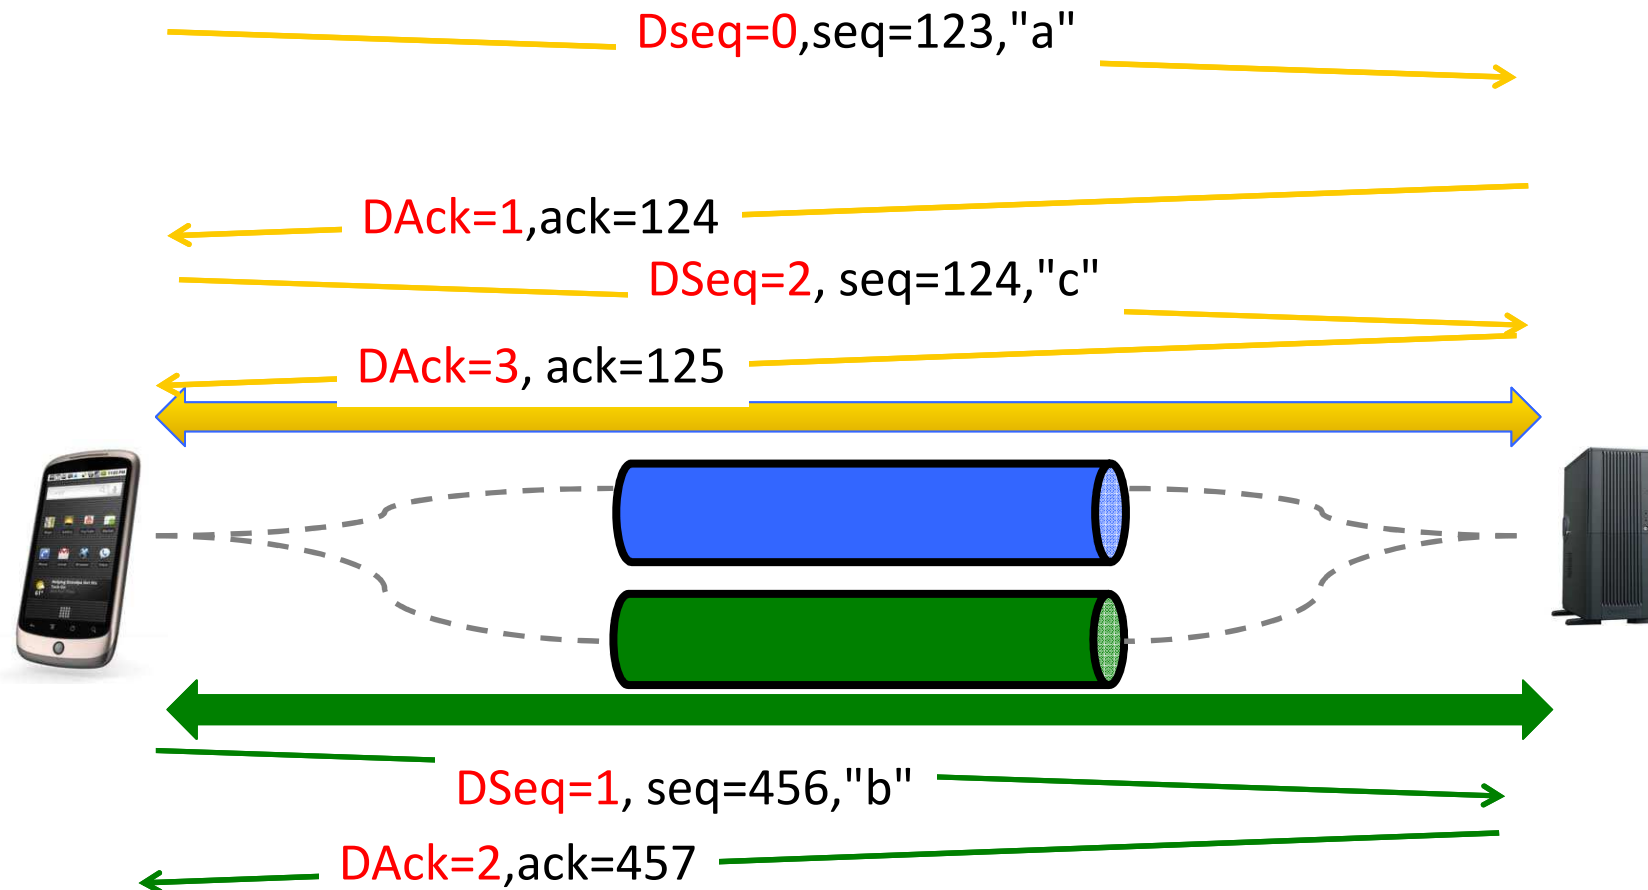 Dseq=0,seq=123,"a"
DAck=1,ack=124
DSeq=2, seq=124,"c"
DAck=3, ack=125
DSeq=1, seq=456,"b"
DAck=2,ack=457